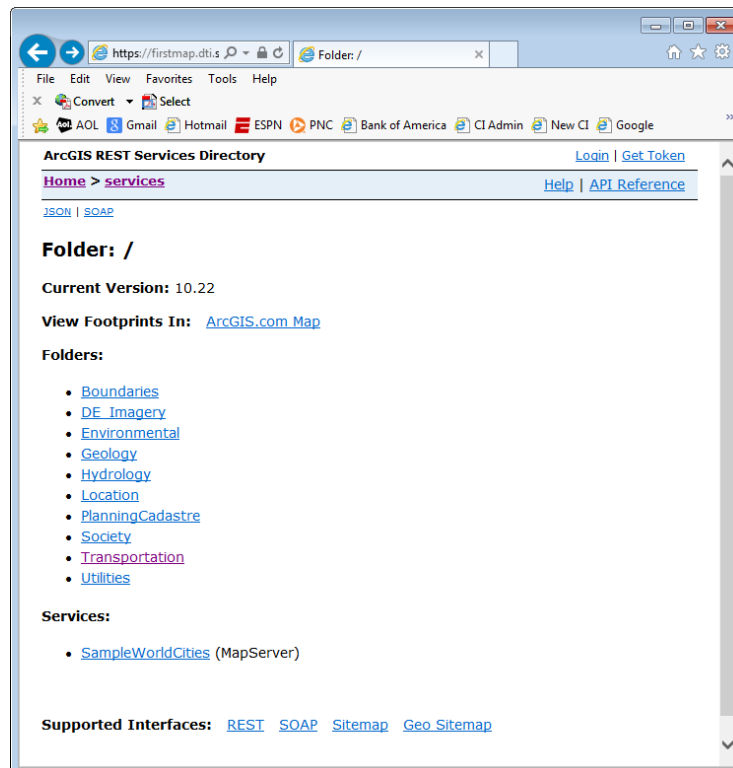 https://firstmap.dti.s
Folder: /
File Edit View Favorites Tools Help
x Convert Select
AOL AOL 8 Gmail Hotmail ESPN PNC Bank of America CI Admin New CI Google »
ArcGIS REST Services Directory Login | Get Token
Home > services Help | API Reference
JSON | SOAP
Folder: /
Current Version: 10.22
View Footprints In: ArcGIS.com Map
Folders:
• Boundaries
• DE_Imagery
• Environmental
• Geology
• Hydrology
• Location
• PlanningCadastre
• Society
• Transportation
• Utilities
Services:
• SampleWorldCities (MapServer)
Supported Interfaces: REST SOAP Sitemap Geo Sitemap